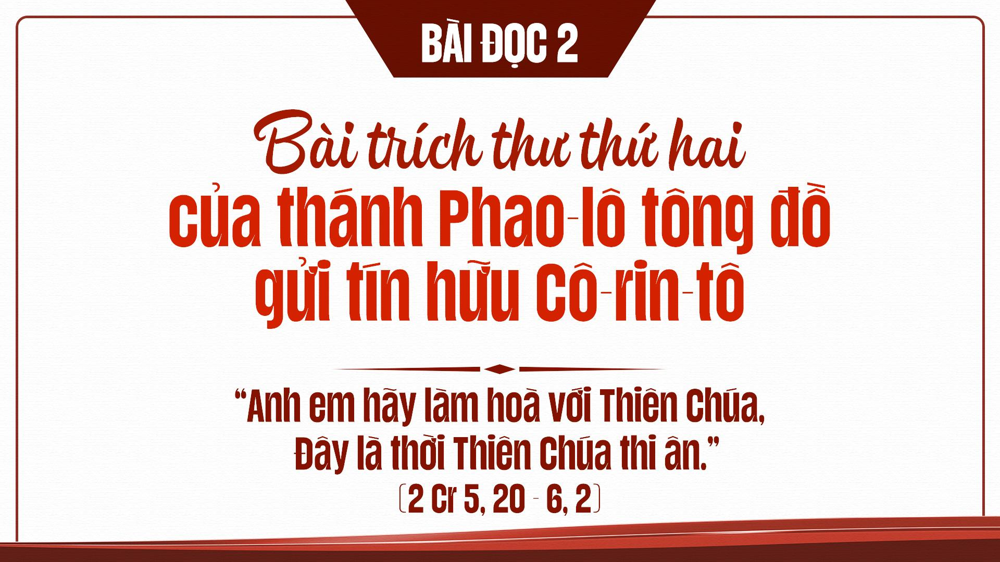 BÀI ĐỌC 2
Bài trích thư thứ hai
của thánh Phao-lô tông đồ
gửi tín hữu Cô-rin-tô
“Anh em hãy làm hoà với Thiên Chúa,
Đây là thời Thiên Chúa thi ân.”
(2 Cr 5, 20 - 6, 2)